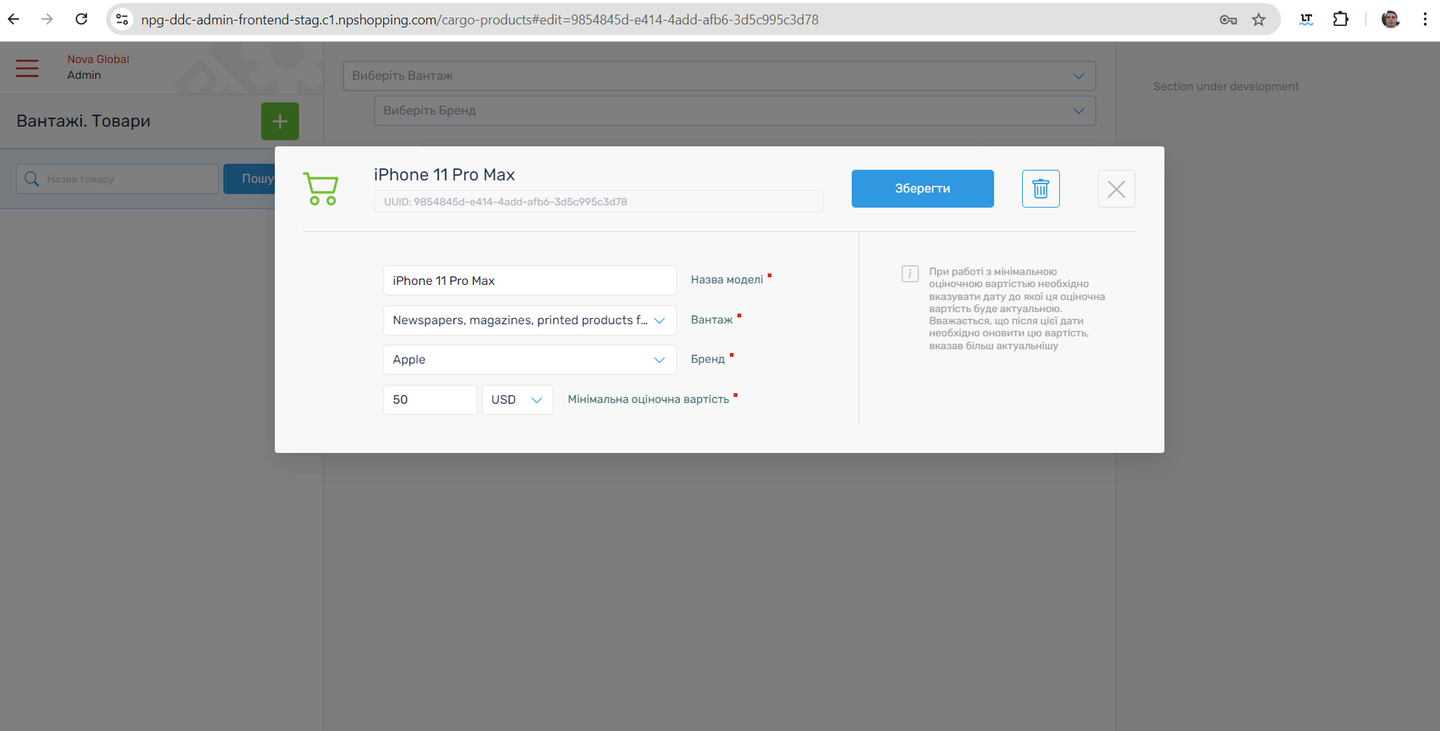 npg-ddc-admin-frontend-stag.c1.npshopping.com/cargo-products#edit=9854845d-e414-4add-afb6-3d5c995c3d78
LT
Nova Global
Admin
Вантажі. Товари
Назва товару
Пошу
Виберіть Вантаж
Виберіть Бренд
Section under development
iPhone 11 Pro Max
UUID: 9854845d-e414-4add-afb6-3d5c995c3d78
Зберегти
iPhone 11 Pro Max
Назва моделі
Newspapers, magazines, printed products f...
Вантаж
Apple
Бренд
50
USD
Мінімальна оціночна вартість
При работі з мінімальною
оціночною вартістью необхідно
вказувати дату до якої ця оціночна
вартість буде актуальною.
Вважається, що після цієї дати
необхідно оновити цю вартість,
вказав більш актуальнішу